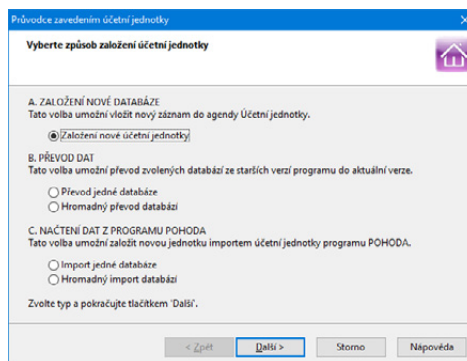 Průvodce zavedením účetní jednotky
Vyberte způsob založení účetní jednotky
A. ZALOŽENÍ NOVÉ DATABÁZE
Tato volba umožní vložit nový záznam do agendy Účetní jednotky.
Založení nové účetní jednotky
B. PŘEVOD DAT
Tato volba umožní převod zvolených databází ze starších verzí programu do aktuální verze.
Převod jedné databáze
Hromadný převod databází
C. NAČTENÍ DAT Z PROGRAMU POHODA
Tato volba umožní založit novou jednotku importem účetní jednotky programu POHODA.
Import jedné databáze
Hromadný import databází
Zvolte typ a pokračujte tlačítkem 'Další'.
< Zpět
Další >
Storno
Nápověda